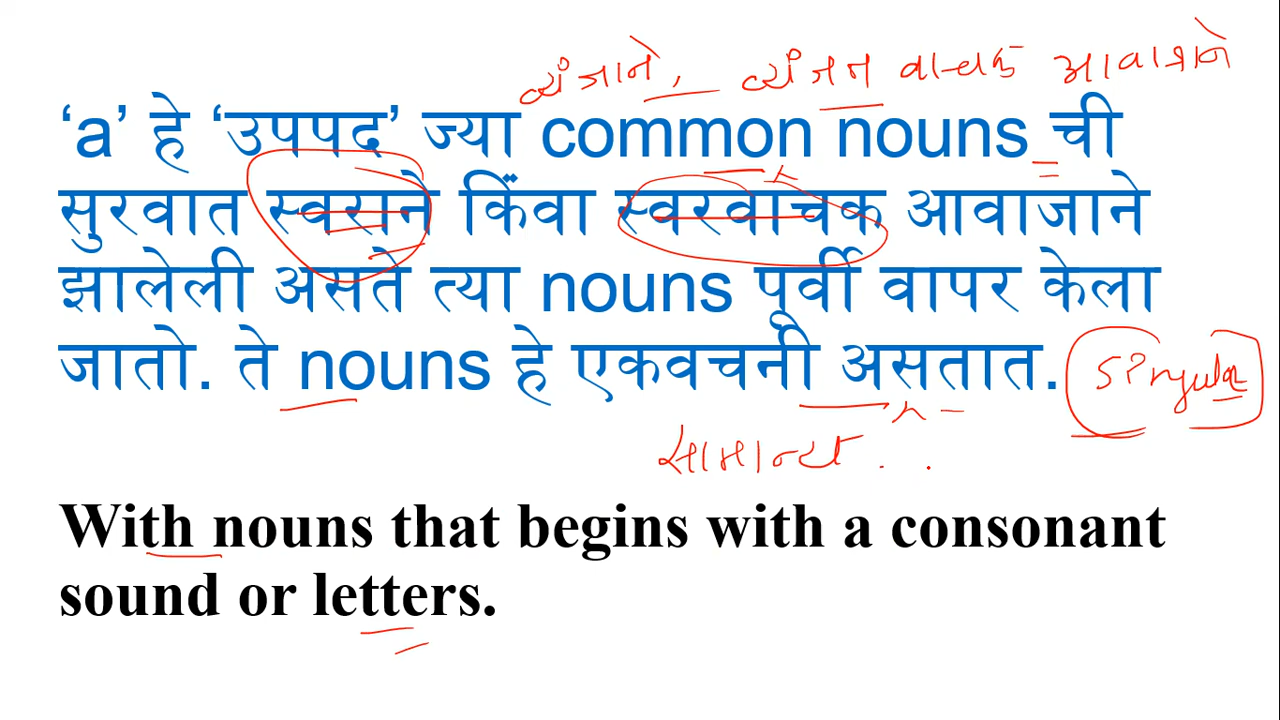 व्यंजाने, व्यंजन वाचक आवाजाने
‘a’ हे ‘उपपद’ ज्या common nouns ची
सुरवात स्वराने किंवा स्वरवाचक आवाजाने
झालेली असते त्या nouns पूर्वी वापर केला
जातो. ते nouns हे एकवचनी असतात. singular
सामान्य . .
With nouns that begins with a consonant
sound or letters.